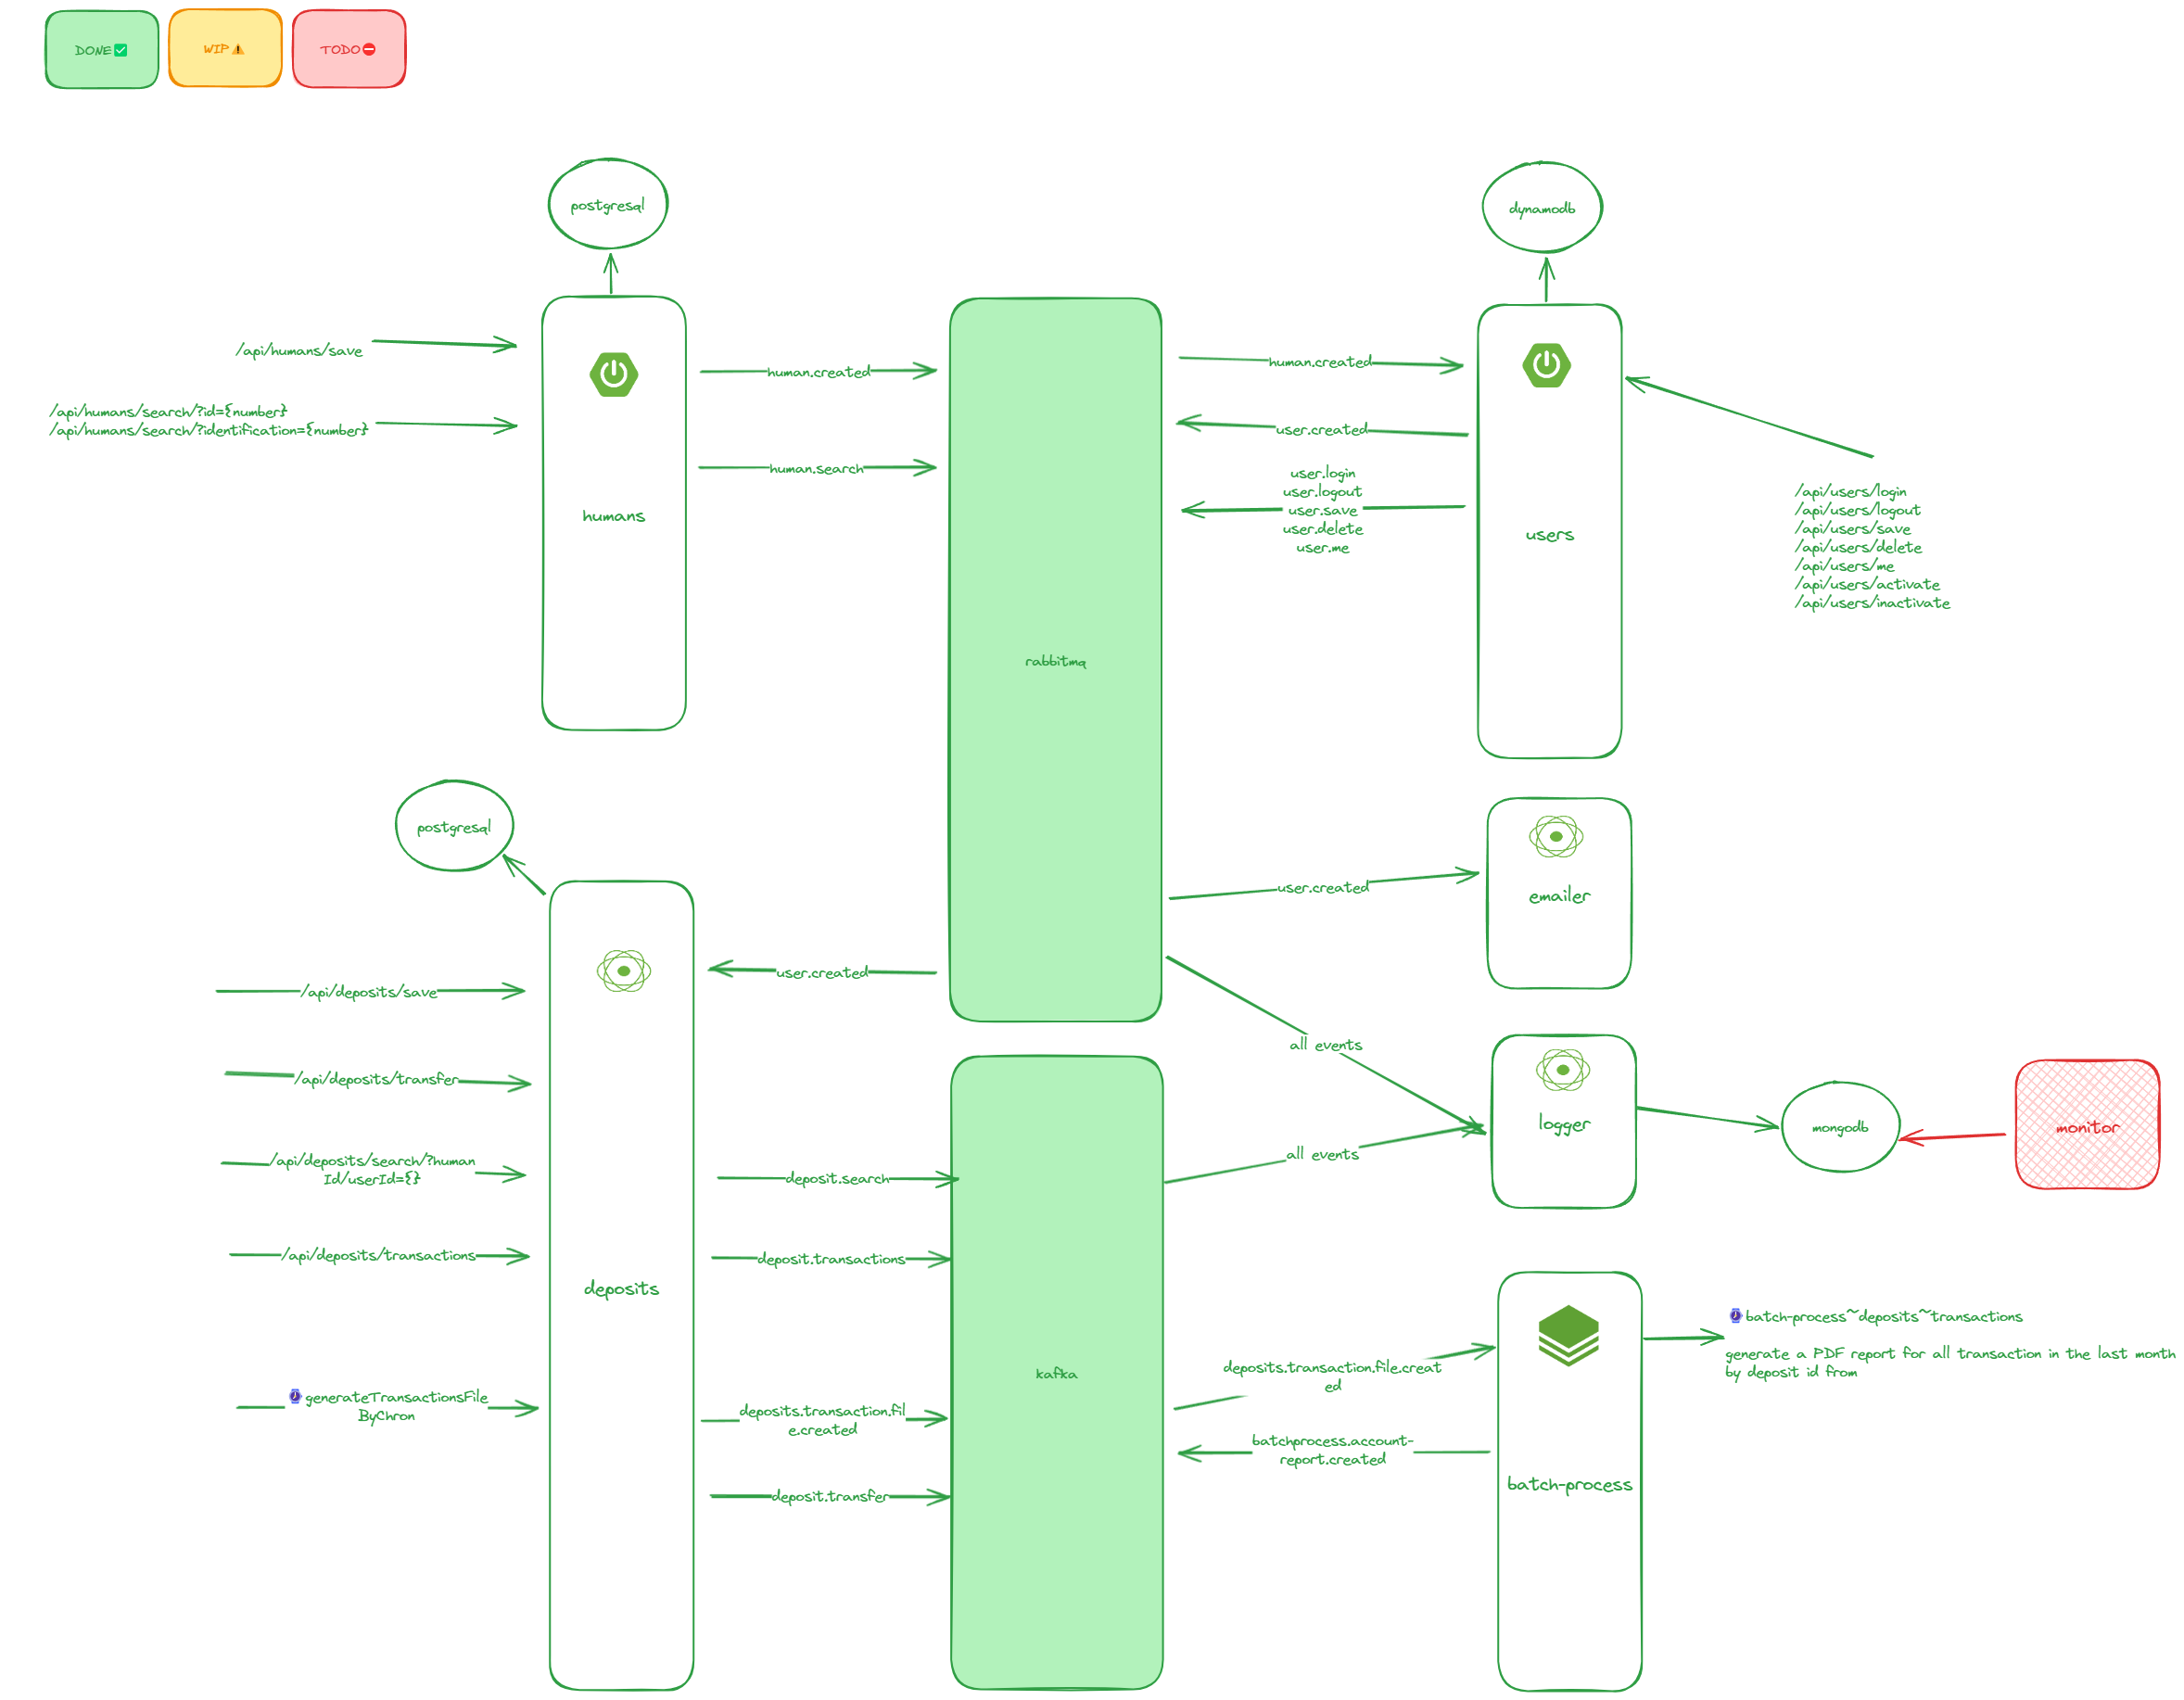 DONE✅
WIP⚠️
TODO⛔
postgresql
dynamodb
/api/humans/save
/api/humans/search/?id={number}
/api/humans/search/?identification={number}
humans
human.created
human.search
rabbitmq
human.created
user.created
user.login
user.logout
user.save
user.delete
user.me
users
/api/users/login
/api/users/logout
/api/users/save
/api/users/delete
/api/users/me
/api/users/activate
/api/users/inactivate
postgresql
user.created
emailer
user.created
/api/deposits/save
/api/deposits/transfer
/api/deposits/search/?human
Id/userId={}
/api/deposits/transactions
⌚generateTransactionsFile
ByChron
deposits
deposit.search
deposit.transactions
deposits.transaction.fil
e.created
deposit.transfer
kafka
all events
all events
logger
mongodb
monitor
deposits.transaction.file.creat
ed
batchprocess.account-
report.created
batch-process
⌚batch-process~deposits~transactions
generate a PDF report for all transaction in the last month
by deposit id from